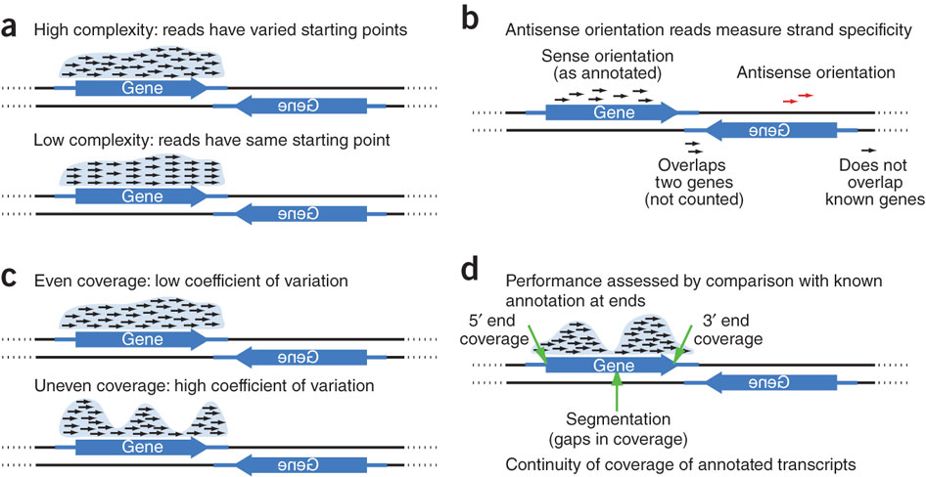 a
High complexity: reads have varied starting points
Gene
Gene
Low complexity: reads have same starting point
Gene
Gene
b
Antisense orientation reads measure strand specificity
Sense orientation
(as annotated)
Antisense orientation
Gene
Gene
Overlaps
two genes
(not counted)
Does not
overlap
known genes
c
Even coverage: low coefficient of variation
Gene
Gene
Uneven coverage: high coefficient of variation
Gene
Gene
d
Performance assessed by comparison with known
annotation at ends
5′ end
coverage
3′ end
coverage
Gene
Gene
Segmentation
(gaps in coverage)
Continuity of coverage of annotated transcripts